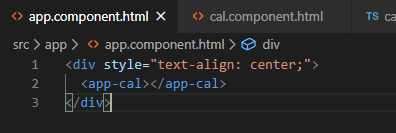 app.component.html × cal.component.html TS ca
src > app > app.component.html > div
1 <div style="text-align: center;">
2 <app-cal></app-cal>
3 </div>